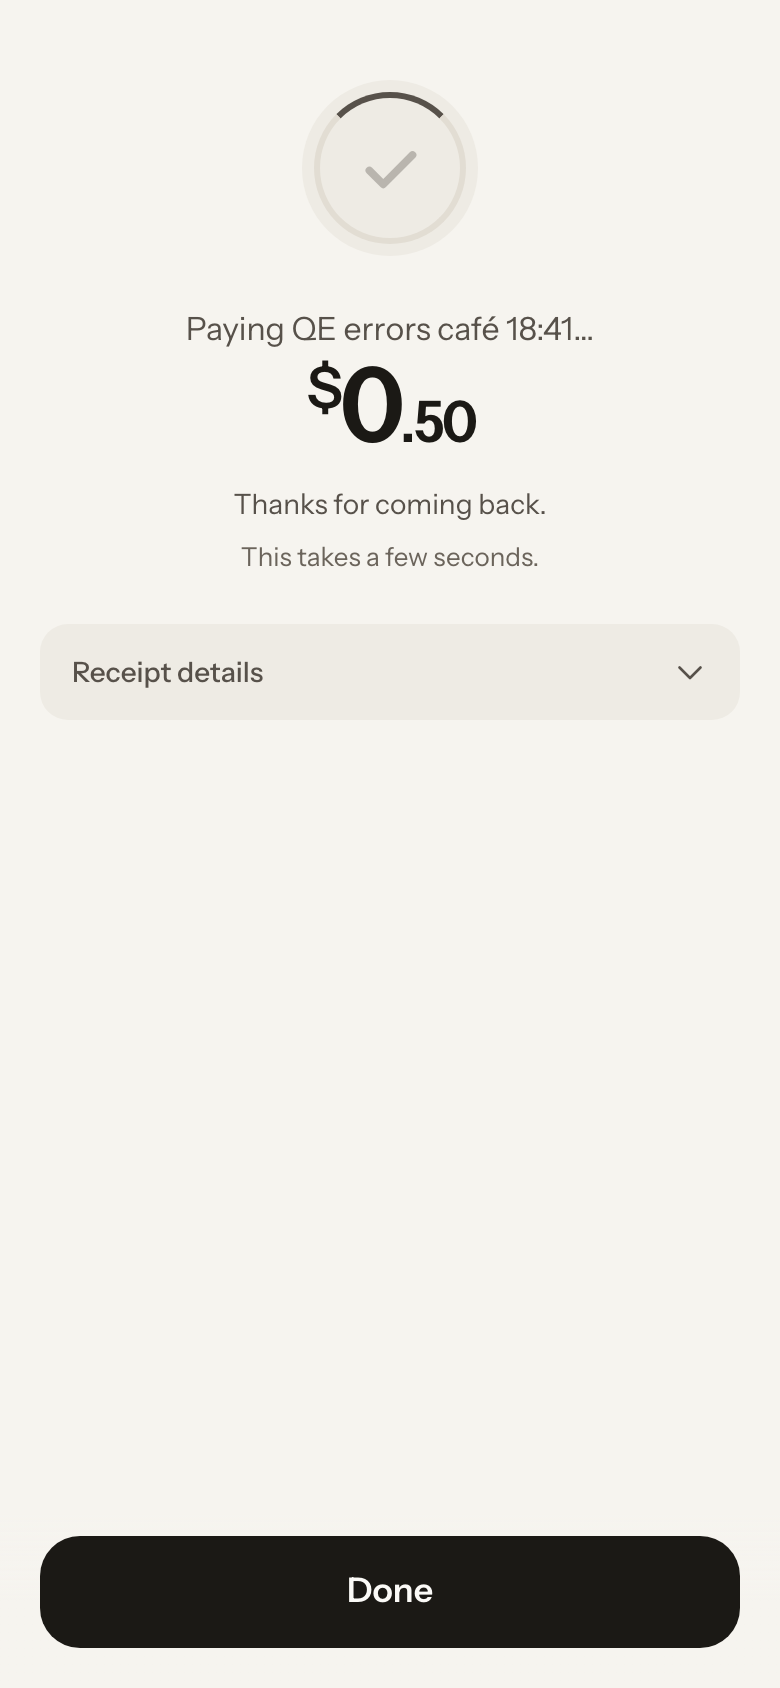 Paying QE errors café 18:41...
$0.50
Thanks for coming back.
This takes a few seconds.
Receipt details
Done